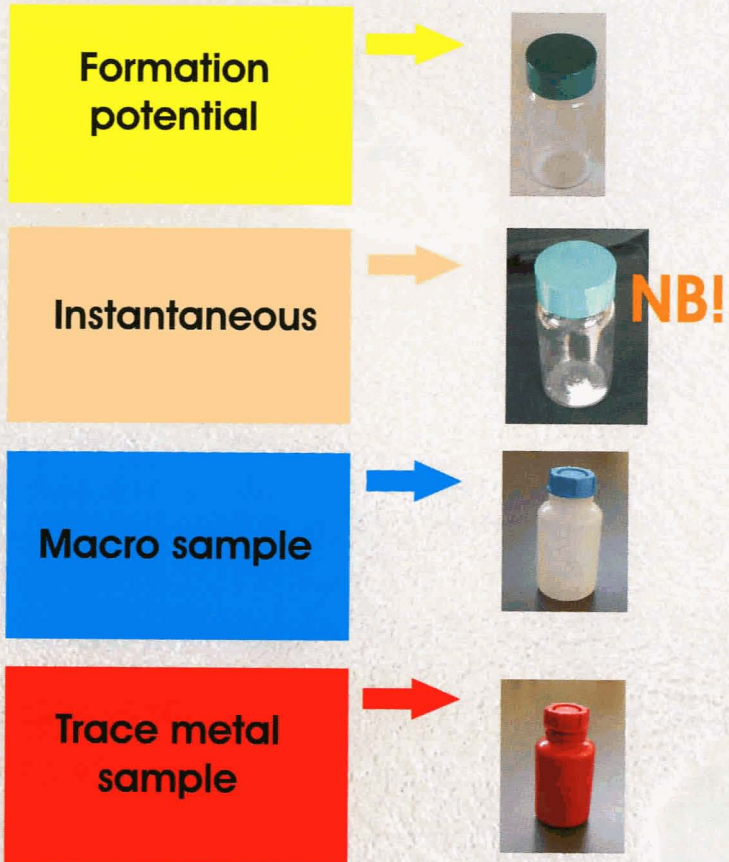 Formation
potential
Instantaneous
NB!
Macro sample
Trace metal
sample